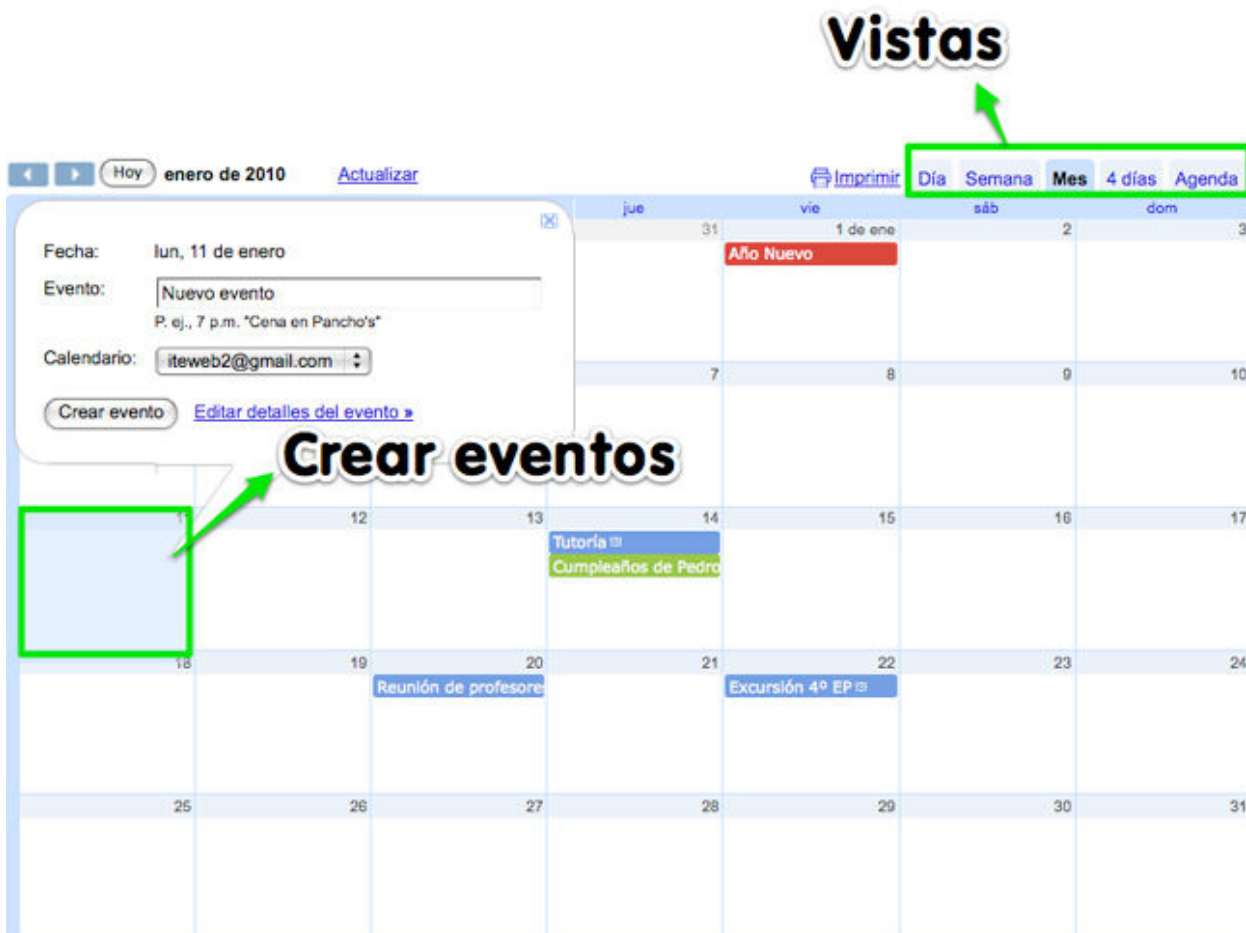 Vistas
Hoy enero de 2010 Actualizar Imprimir Día Semana Mes 4 días Agenda
jue vie sáb dom
31 1 de ene 2 3
Año Nuevo
Fecha: lun, 11 de enero
Evento: Nuevo evento
P. ej., 7 p.m. "Cena en Pancho's"
Calendario: iteweb2@gmail.com
Crear evento Editar detalles del evento »
7 8 9 10
Crear eventos
11 12 13 14 15 16 17
Tutoría
Cumpleaños de Pedro
18 19 20 21 22 23 24
Reunión de profesores Excursión 4º EP
25 26 27 28 29 30 31